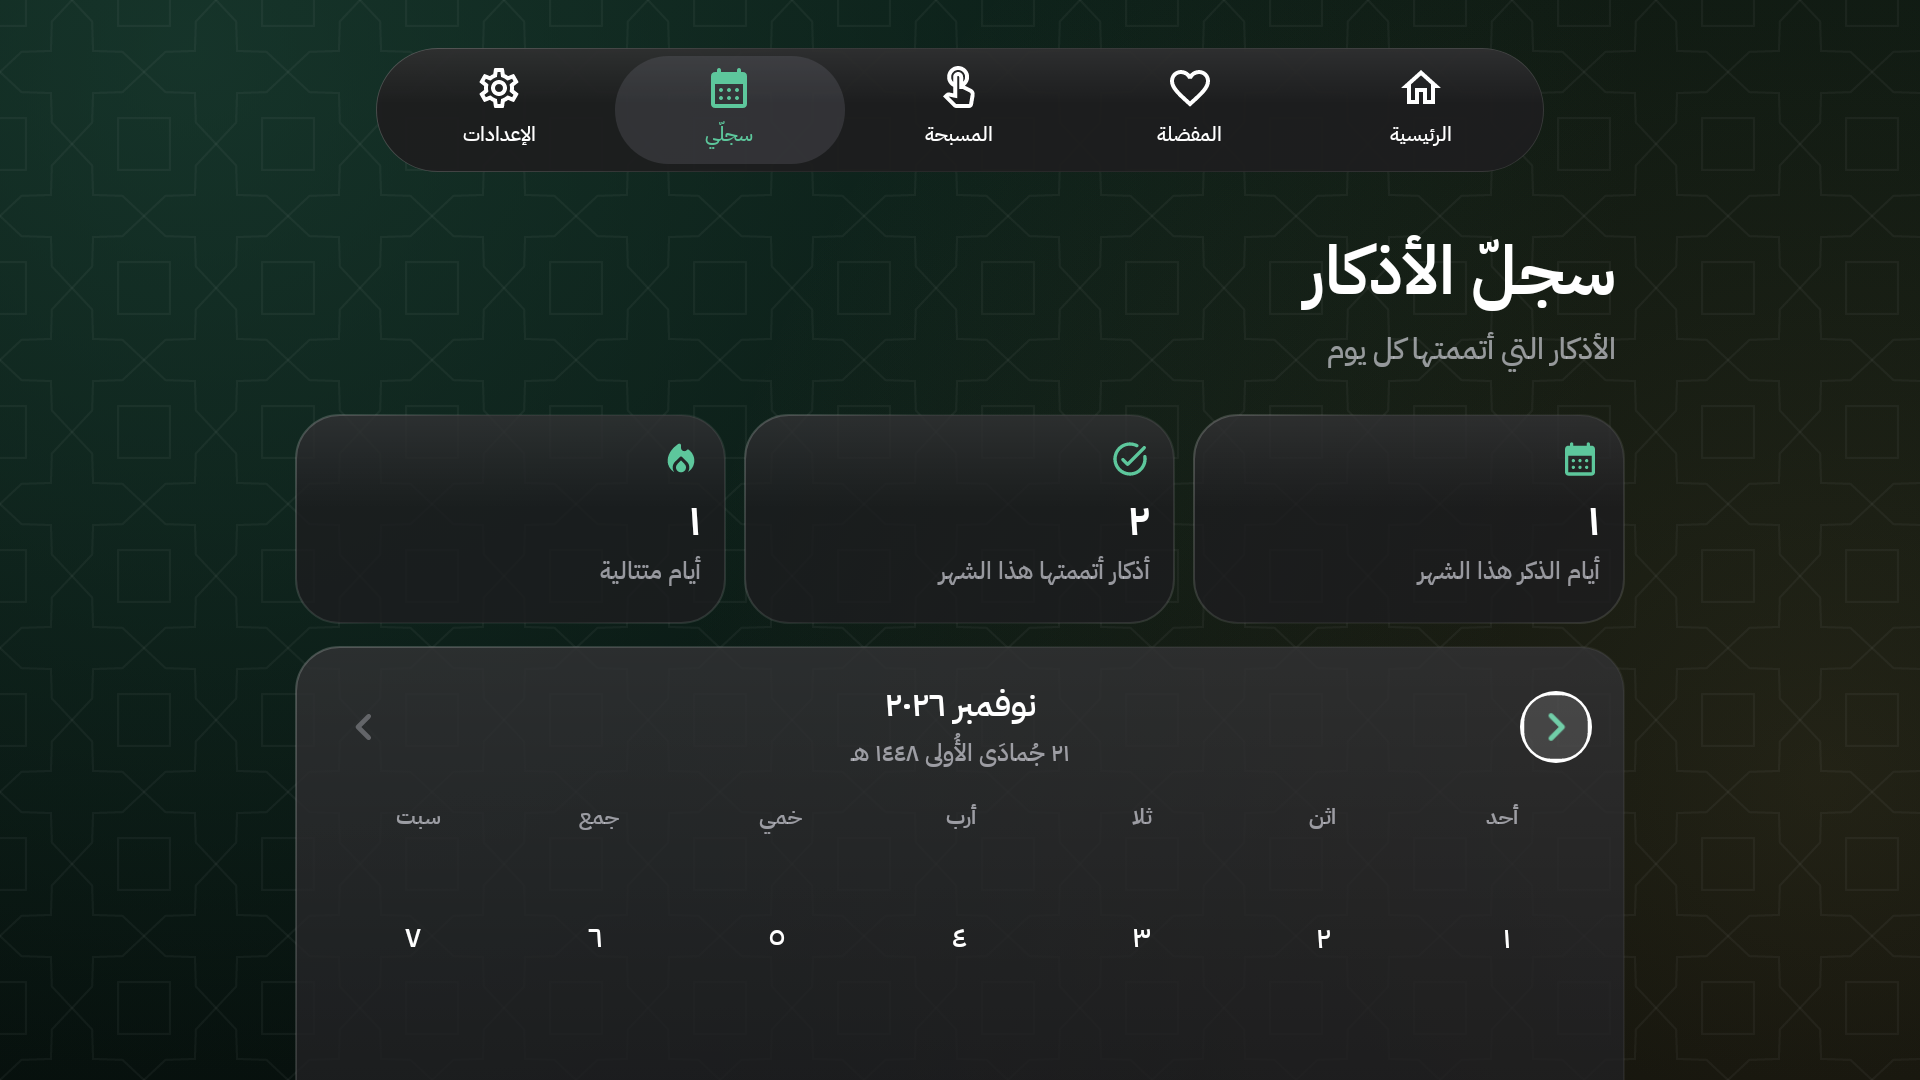 الرئيسية
المفضلة
المسبحة
سجلّي
الإعدادات
سجلّ الأذكار
الأذكار التي أتممتها كل يوم
١
أيام الذكر هذا الشهر
٢
أذكار أتممتها هذا الشهر
١
أيام متتالية
نوفمبر ٢٠٢٦
٢١ جُمادَى الأُولى ١٤٤٨ هـ
أحد اثن ثلا أرب خمي جمع سبت
١ ٢ ٣ ٤ ٥ ٦ ٧